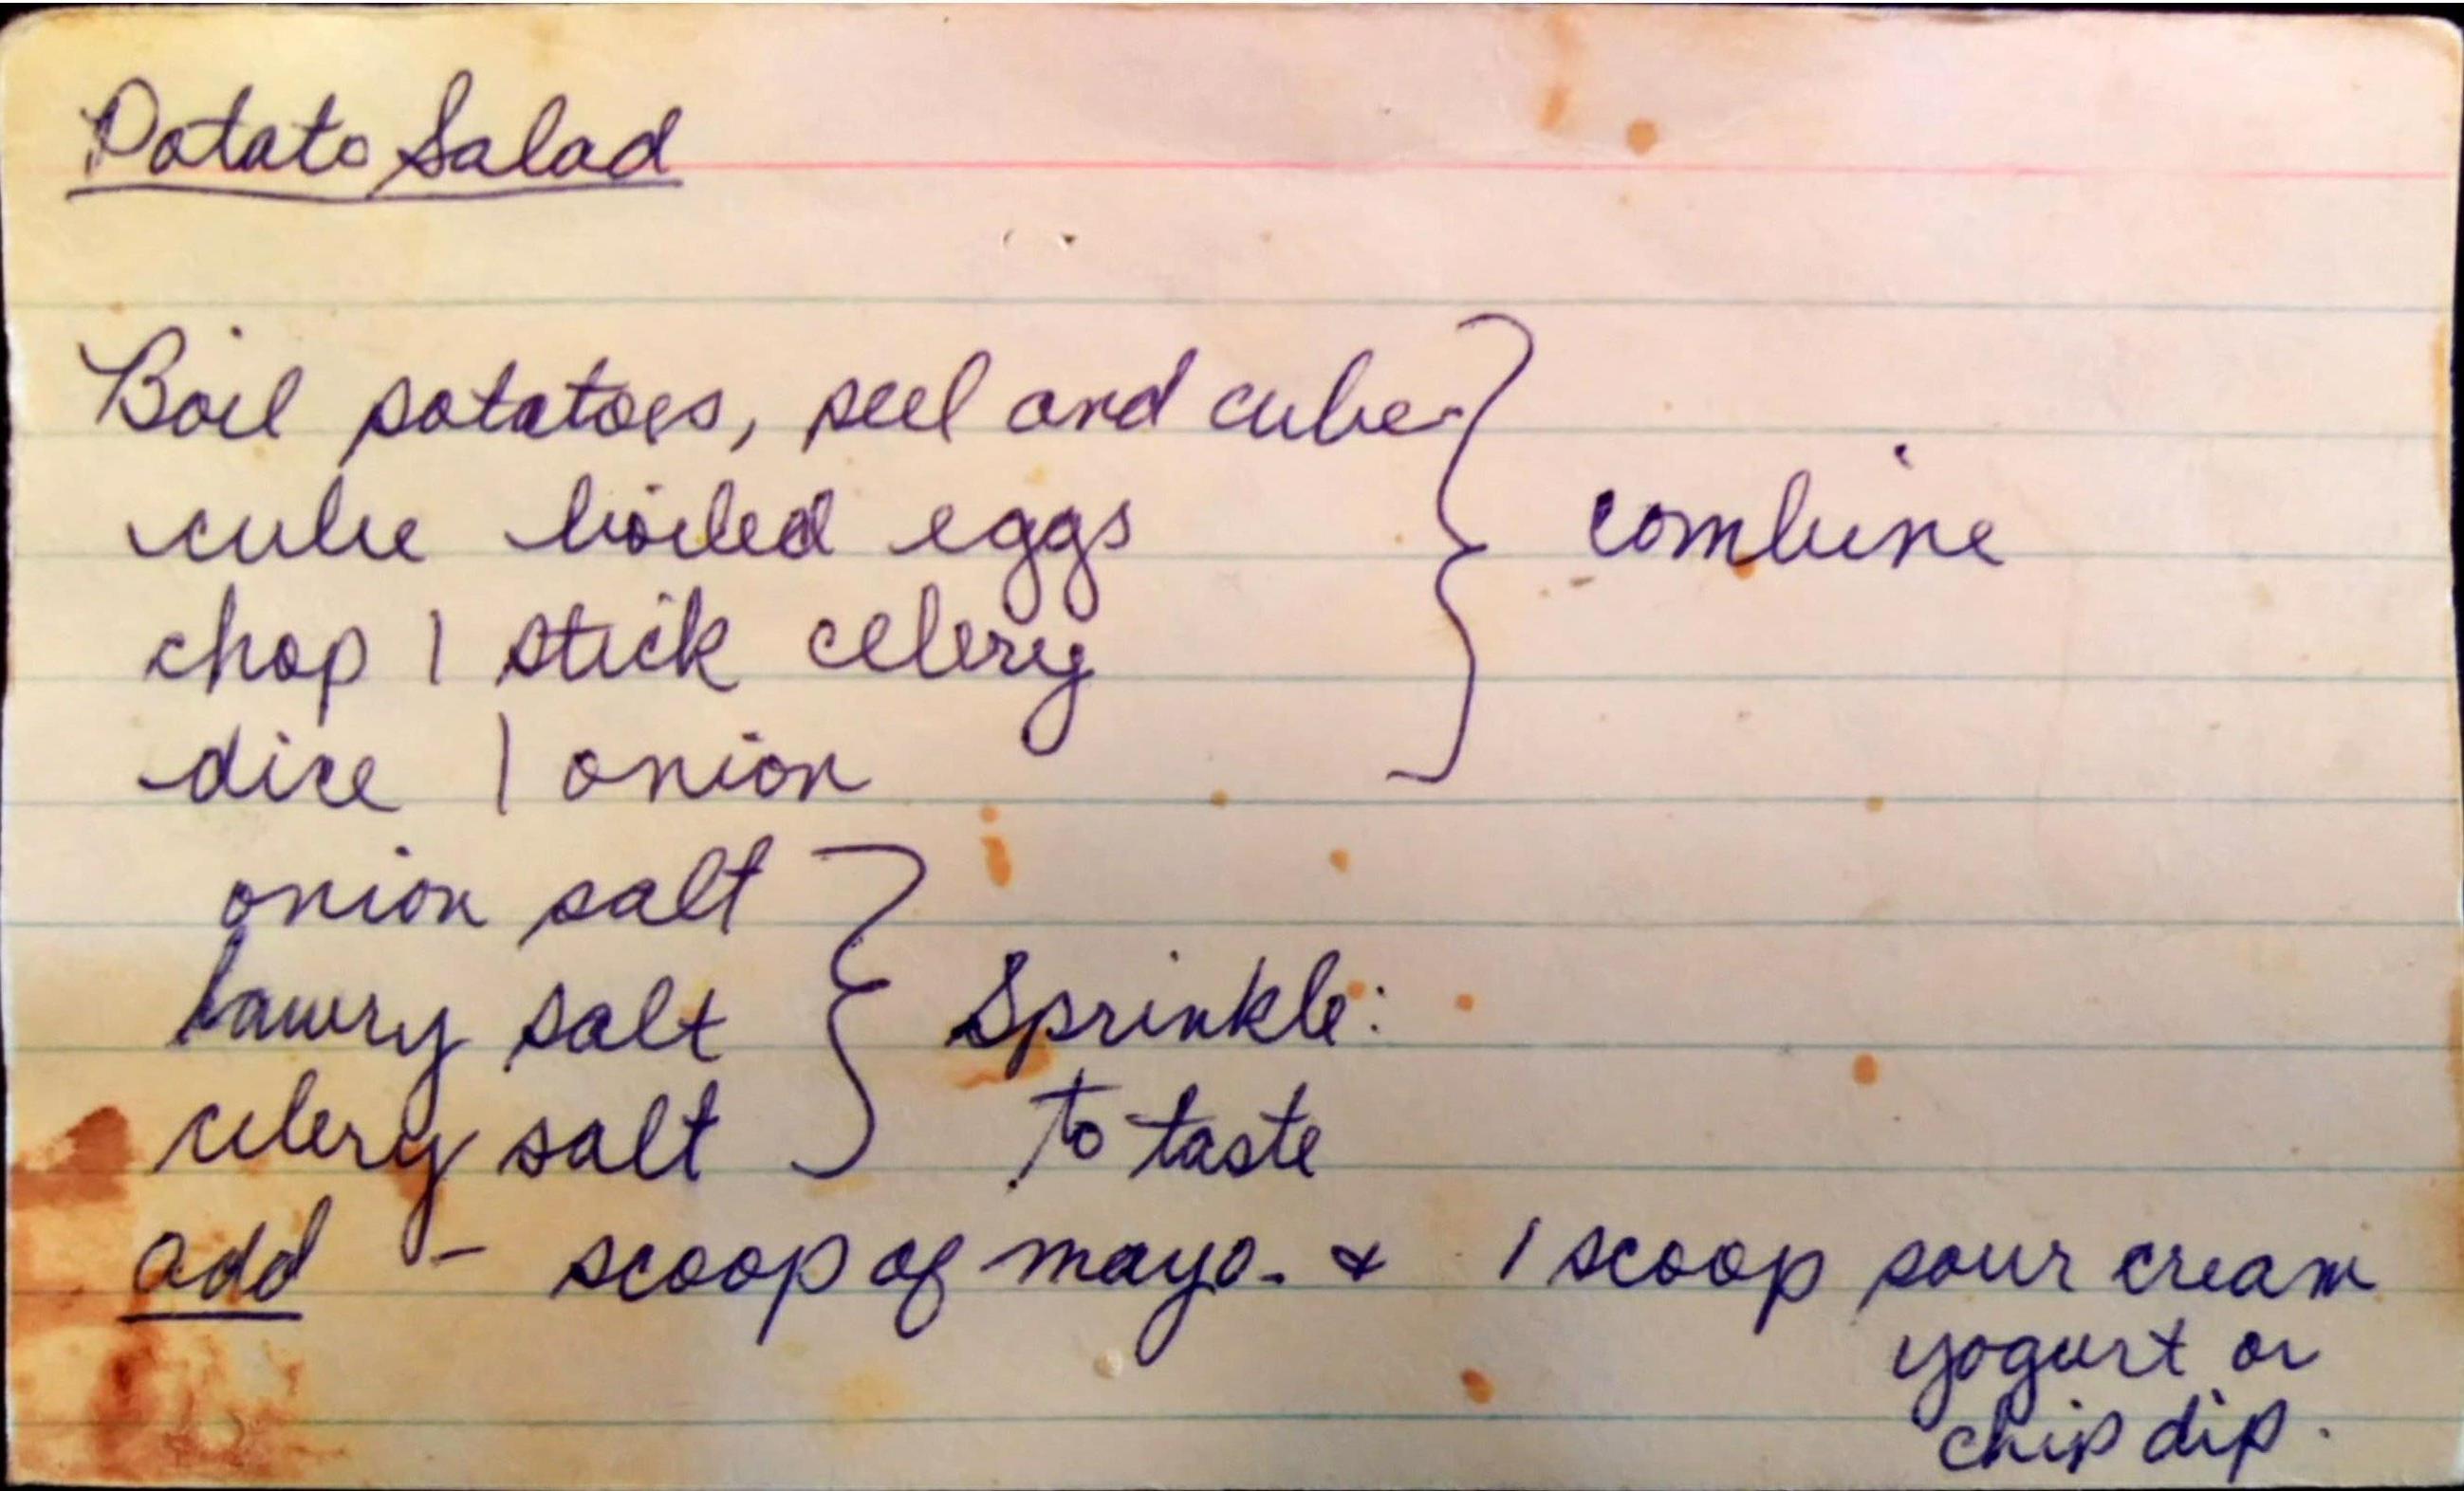 Potato Salad
Boil potatoes, peel and cube
cube boiled eggs
combine
chop 1 stick celery
dice 1 onion
onion salt
Lawry salt
Sprinkle:
celery salt
to taste
add - scoop of mayo. & 1 scoop sour cream
yogurt or
chip dip.